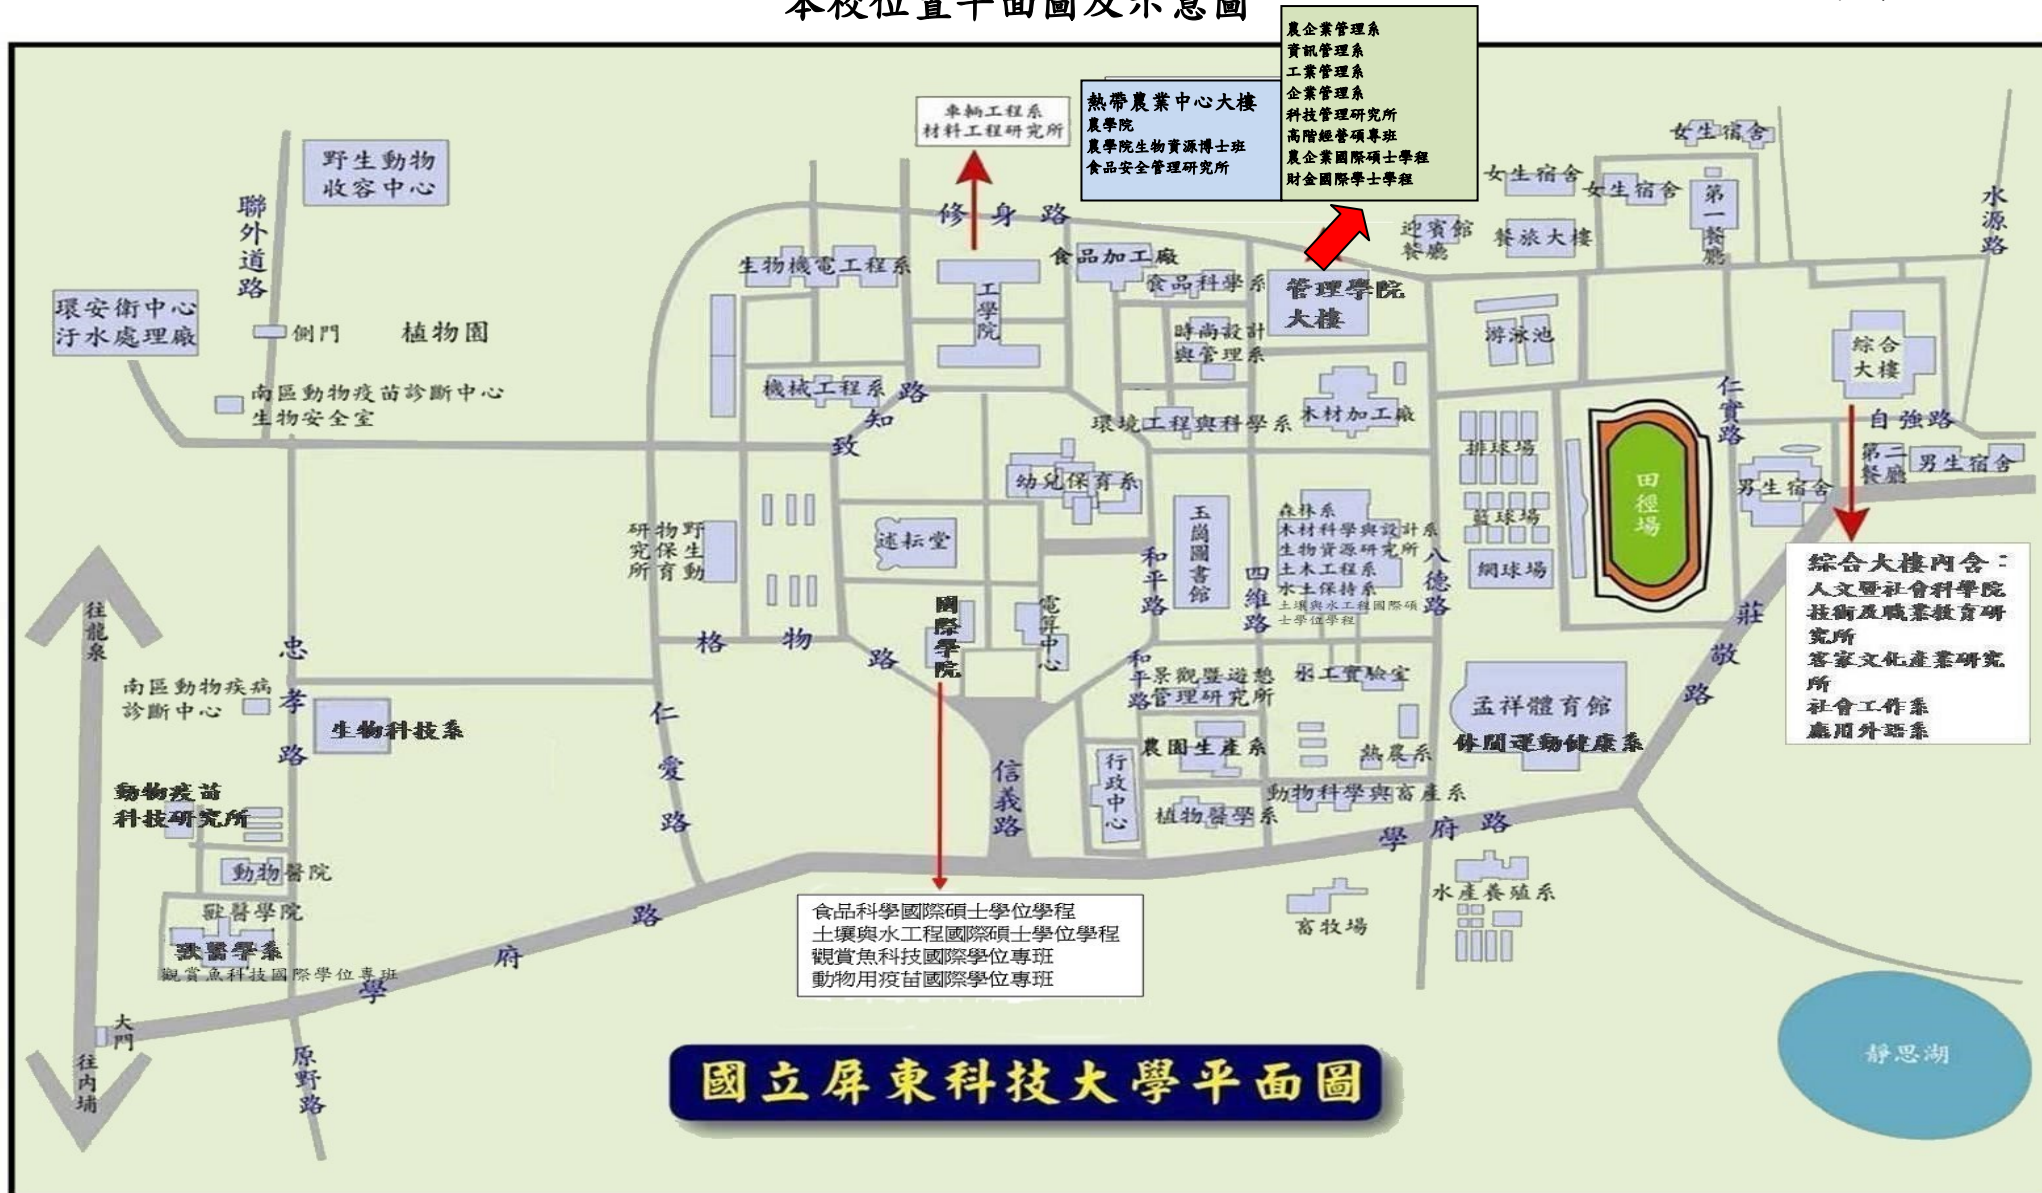 本校位置平面圖及示意圖
農企業管理系
資訊管理系
工業管理系
企業管理系
科技管理研究所
高階經營碩專班
農企業國際碩士學程
財金國際學士學程
熱帶農業中心大樓
農學院
農學院生物資源博士班
食品安全管理研究所
車輛工程系
材料工程研究所
野生動物
收容中心
聯外道路
修身路
女生宿舍
女生宿舍
女生宿舍
第一餐廳
水源路
迎賓館
餐廳
餐旅大樓
生物機電工程系
工學院
食品加工廠
食品科學系
管理學院
大樓
環安衛中心
汙水處理廠
側門
植物園
時尚設計
與管理系
游泳池
綜合
大樓
南區動物疫苗診斷中心
生物安全室
機械工程系
致知路
環境工程與科學系
木材加工廠
仁實路
自強路
排球場
第二
餐廳
男生宿舍
男生宿舍
幼兒保育系
田徑場
籃球場
網球場
野生動
物保育
研究所
述耘堂
和平路
玉崗圖書館
四維路
森林系
木材科學與設計系
生物資源研究所
土木工程系
水土保持系
土壤與水工程國際碩
士學位學程
八德路
綜合大樓內含：
人文暨社會科學院
技術及職業教育研
究所
客家文化產業研究
所
社會工作系
應用外語系
往龍泉
忠孝路
格物路
國際學院
電算中心
莊敬路
南區動物疾病
診斷中心
生物科技系
仁愛路
和平路
景觀暨遊憩
管理研究所
水工實驗室
孟祥體育館
休閒運動健康系
農園生產系
熱農系
信義路
行政中心
動物疫苗
科技研究所
植物醫學系
動物科學與畜產系
學府路
動物醫院
獸醫學院
獸醫學系
觀賞魚科技國際學位專班
學府路
食品科學國際碩士學位學程
土壤與水工程國際碩士學位學程
觀賞魚科技國際學位專班
動物用疫苗國際學位專班
畜牧場
水產養殖系
大門
往內埔
原野路
靜思湖
國立屏東科技大學平面圖